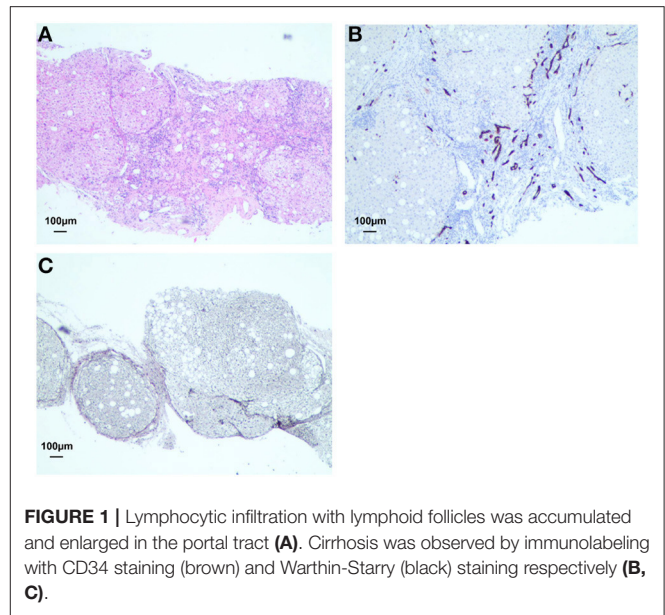 A
B
100µm
100µm
C
100µm
FIGURE 1 | Lymphocytic infiltration with lymphoid follicles was accumulated
and enlarged in the portal tract (A). Cirrhosis was observed by immunolabeling
with CD34 staining (brown) and Warthin-Starry (black) staining respectively (B,
C).